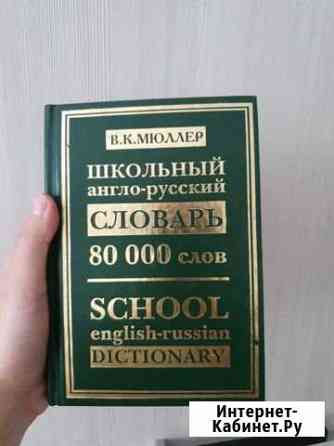 В.К.МЮЛЛЕР
ШКОЛЬНЫЙ
англо-русский
СЛОВАРЬ
80 000 слов
SCHOOL
english-russian
DICTIONARY
Интернет-
Кабинет.Ру